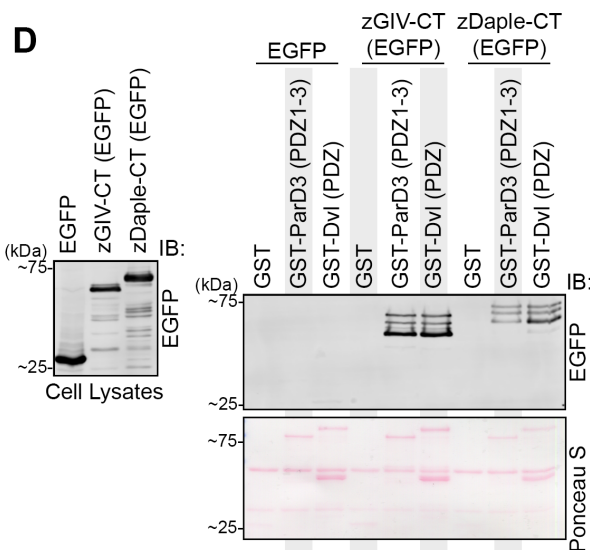 D
EGFP
zGIV-CT (EGFP)
zDaple-CT (EGFP)
IB:
(kDa)
~75-
~25-
EGFP
Cell Lysates
EGFP
zGIV-CT
(EGFP)
zDaple-CT
(EGFP)
GST
GST-ParD3 (PDZ1-3)
GST-Dvl (PDZ)
GST
GST-ParD3 (PDZ1-3)
GST-Dvl (PDZ)
GST
GST-ParD3 (PDZ1-3)
GST-Dvl (PDZ)
IB:
(kDa)
~75-
~25-
EGFP
~75-
~25-
Ponceau S